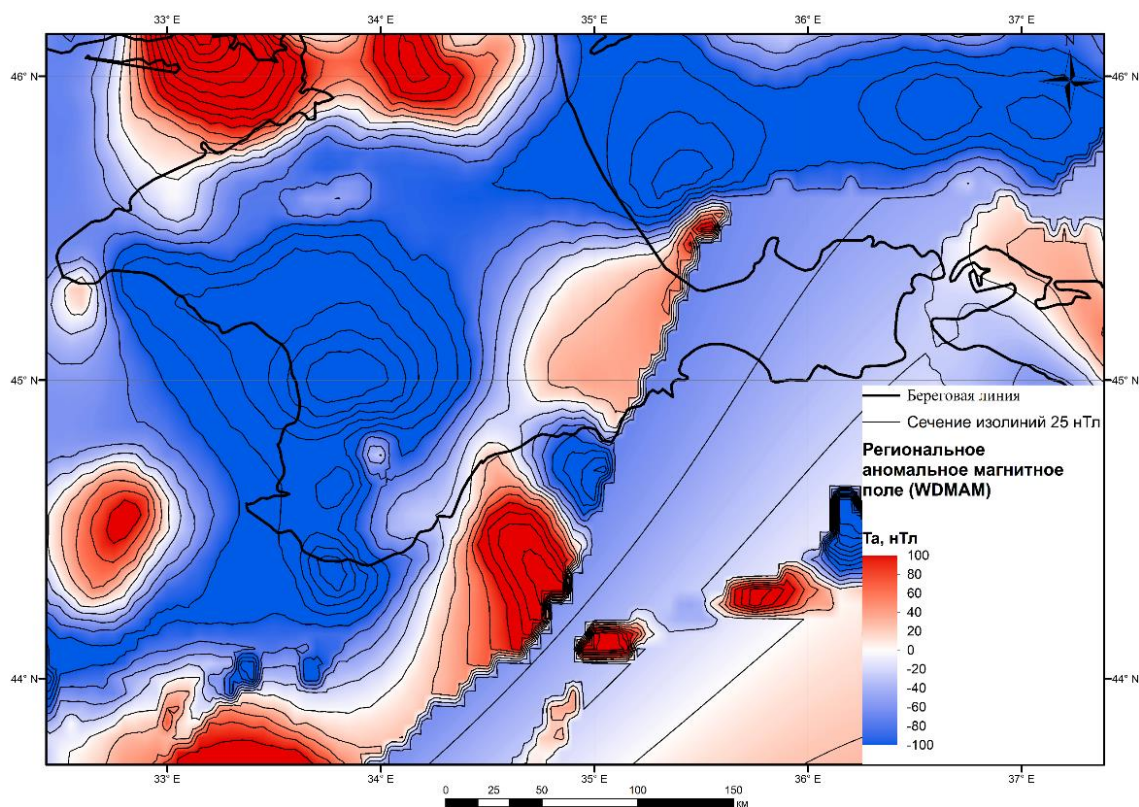 33° E 34° E 35° E 36° E 37° E
46° N 46° N
45° N 45° N
44° N 44° N
Береговая линия
Сечение изолиний 25 нТл
Региональное
аномальное магнитное
поле (WDMAM)
Ta, нТл
100
80
60
40
20
0
-20
-40
-60
-80
-100
33° E 34° E 35° E 36° E 37° E
0 25 50 100 150
км